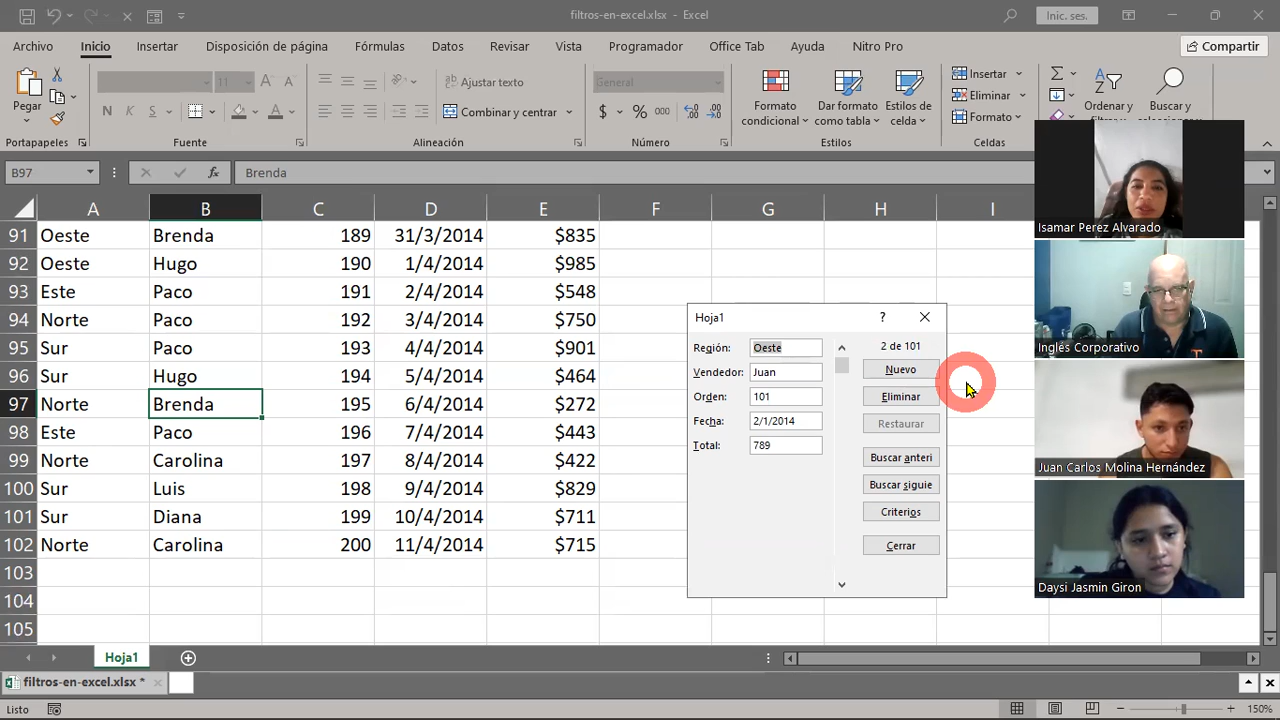 filtros-en-excel.xlsx - Excel
Inic. ses.
Archivo Inicio Insertar Disposición de página Fórmulas Datos Revisar Vista Programador Office Tab Ayuda Nitro Pro Compartir
Pegar
N K S
11
A A
Ajustar texto
Combinar y centrar
General
$ % 000
Formato condicional
Dar formato como tabla
Estilos de celda
Insertar
Eliminar
Formato
Ordenar y
Buscar y
Portapapeles Fuente Alineación Número Estilos Celdas
B97 fx Brenda
A B C D E F G H I
91 Oeste Brenda 189 31/3/2014 $835
92 Oeste Hugo 190 1/4/2014 $985
93 Este Paco 191 2/4/2014 $548
94 Norte Paco 192 3/4/2014 $750
95 Sur Paco 193 4/4/2014 $901
96 Sur Hugo 194 5/4/2014 $464
97 Norte Brenda 195 6/4/2014 $272
98 Este Paco 196 7/4/2014 $443
99 Norte Carolina 197 8/4/2014 $422
100 Sur Luis 198 9/4/2014 $829
101 Sur Diana 199 10/4/2014 $711
102 Norte Carolina 200 11/4/2014 $715
103
104
105
Hoja1 ?
Región: Oeste
Vendedor: Juan
Orden: 101
Fecha: 2/1/2014
Total: 789
2 de 101
Nuevo
Eliminar
Restaurar
Buscar anteri
Buscar siguie
Criterios
Cerrar
Isamar Perez Alvarado
Inglés Corporativo
Juan Carlos Molina Hernández
Daysi Jasmin Giron
Hoja1
filtros-en-excel.xlsx *
Listo
150%